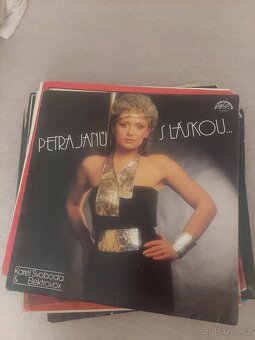 PETRA JANŮ
S LÁSKOU...
Karel Svoboda
& Elektrovox